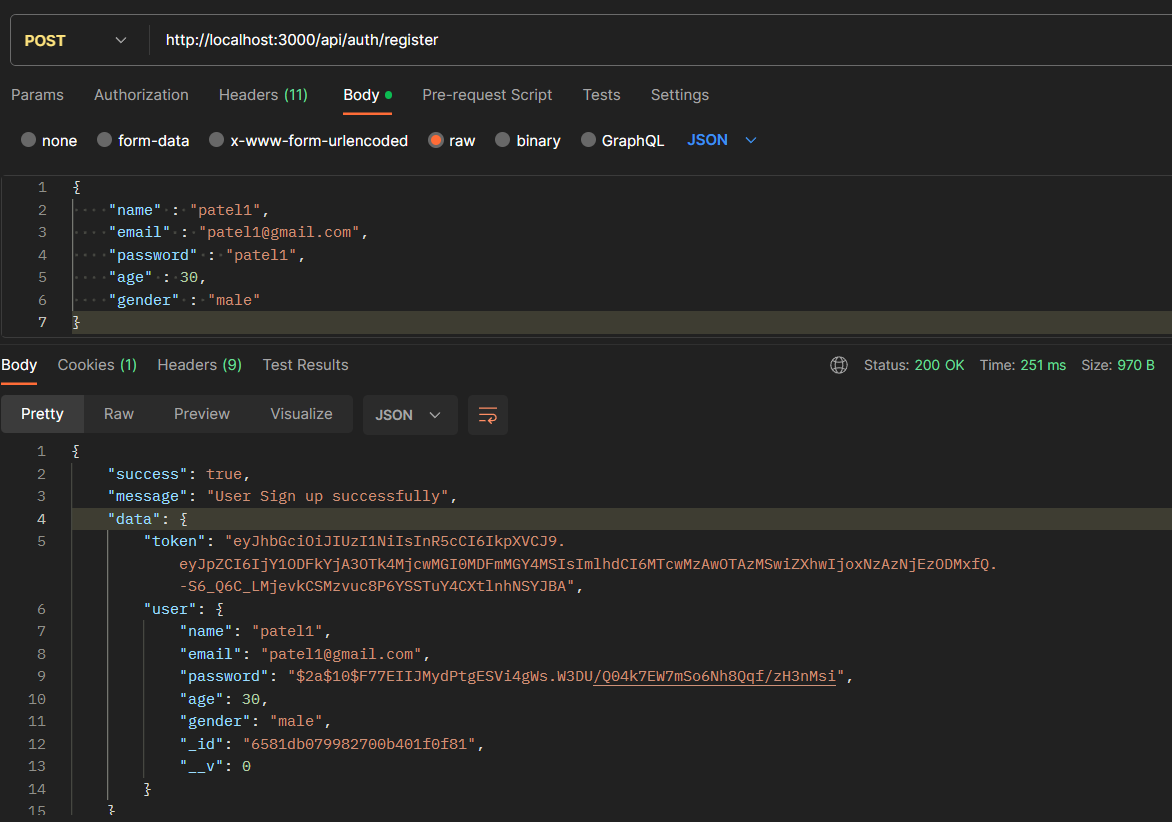 POST http://localhost:3000/api/auth/register
Params Authorization Headers (11) Body Pre-request Script Tests Settings
none form-data x-www-form-urlencoded raw binary GraphQL JSON
1 {
2 "name" : "patel1",
3 "email" : "patel1@gmail.com",
4 "password" : "patel1",
5 "age" : 30,
6 "gender" : "male"
7 }
Body Cookies (1) Headers (9) Test Results Status: 200 OK Time: 251 ms Size: 970 B
Pretty Raw Preview Visualize JSON
1 {
2 "success": true,
3 "message": "User Sign up successfully",
4 "data": {
5 "token": "eyJhbGciOiJIUzI1NiIsInR5cCI6IkpXVCJ9.
eyJpZCI6IjY1ODFkYjA3OTk4MjcwMGI0MDFmMGY4MSIsImlhdCI6MTcwMzAwOTAzMSwiZXhwIjoxNzAzNjEzODMxfQ.
-S6_Q6C_LMjevkCSMzvuc8P6YSSTuY4CXtlnhNSYJBA",
6 "user": {
7 "name": "patel1",
8 "email": "patel1@gmail.com",
9 "password": "$2a$10$F77EIIJMydPtgESVi4gWs.W3DU/Q04k7EW7mSo6Nh8Qqf/zH3nMsi",
10 "age": 30,
11 "gender": "male",
12 "_id": "6581db079982700b401f0f81",
13 "__v": 0
14 }
15 }